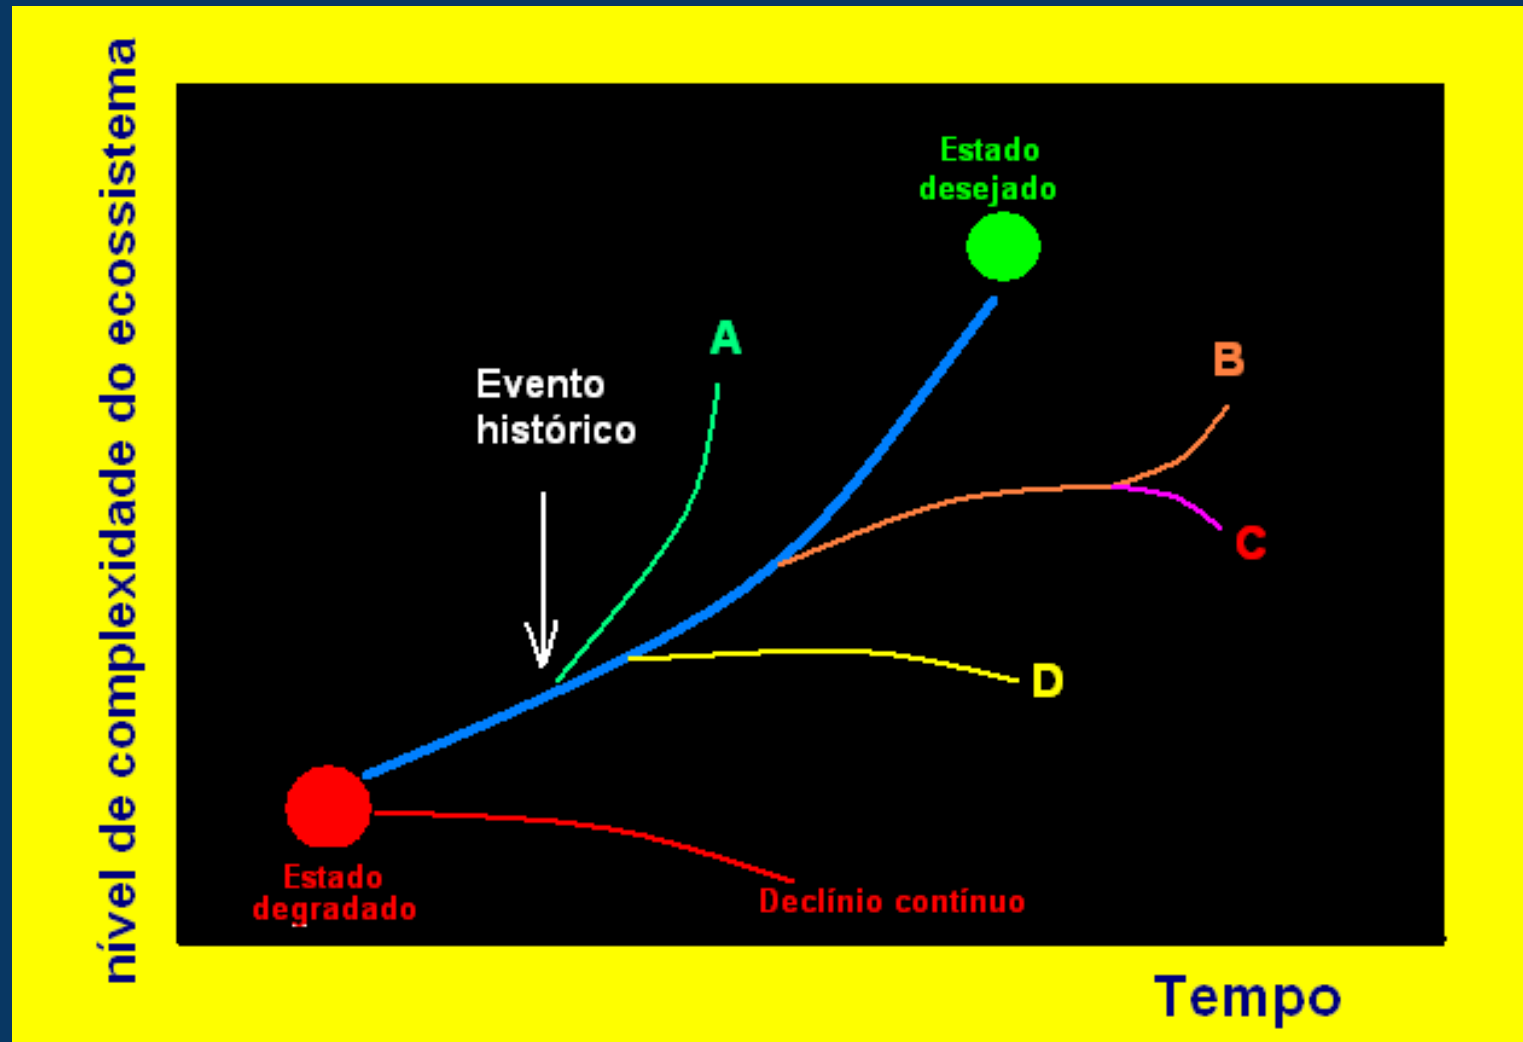 nível de complexidade do ecossistema
Estado
desejado
A
B
Evento
histórico
C
D
Estado
degradado
Declínio contínuo
Tempo